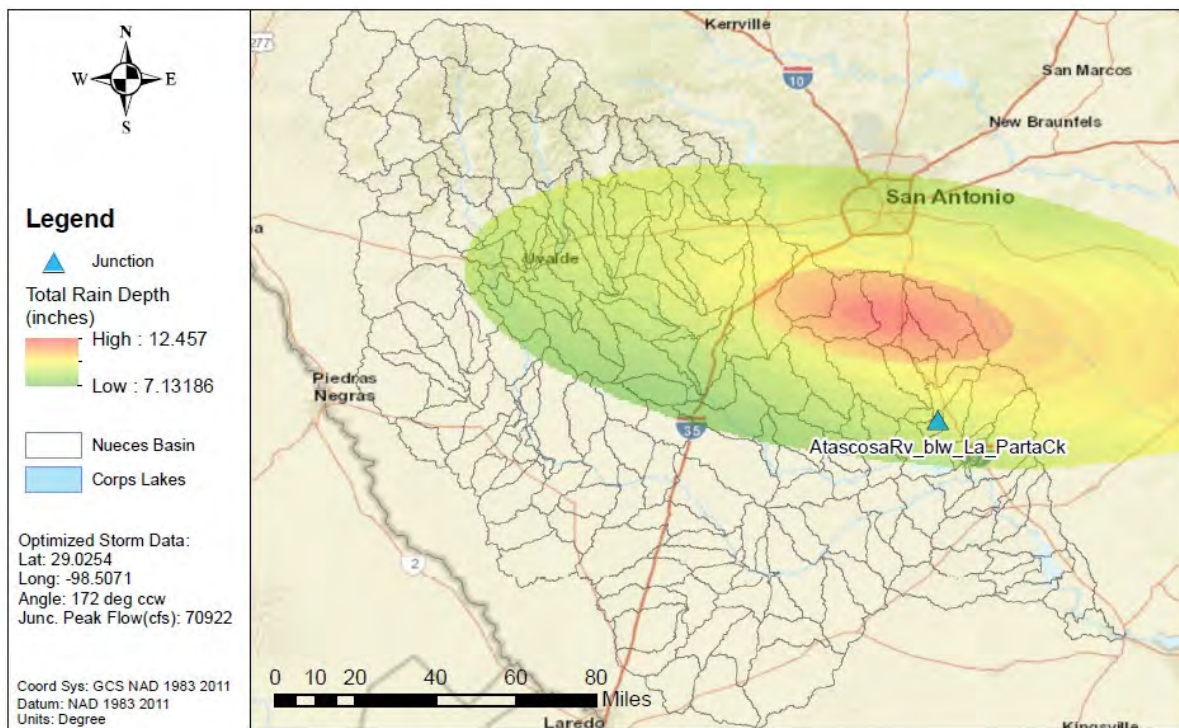 N
W E
S
Legend
Junction
Total Rain Depth
(inches)
High : 12.457
Low : 7.13186
Nueces Basin
Corps Lakes
Optimized Storm Data:
Lat: 29.0254
Long: -98.5071
Angle: 172 deg ccw
Junc. Peak Flow(cfs): 70922
Coord Sys: GCS NAD 1983 2011
Datum: NAD 1983 2011
Units: Degree
277
Kerrville
10
San Marcos
New Braunfels
San Antonio
Uvalde
Piedras
Negras
35
AtascosaRv_blw_La_PartaCk
2
0 10 20 40 60 80
Miles
Laredo
Kingsville